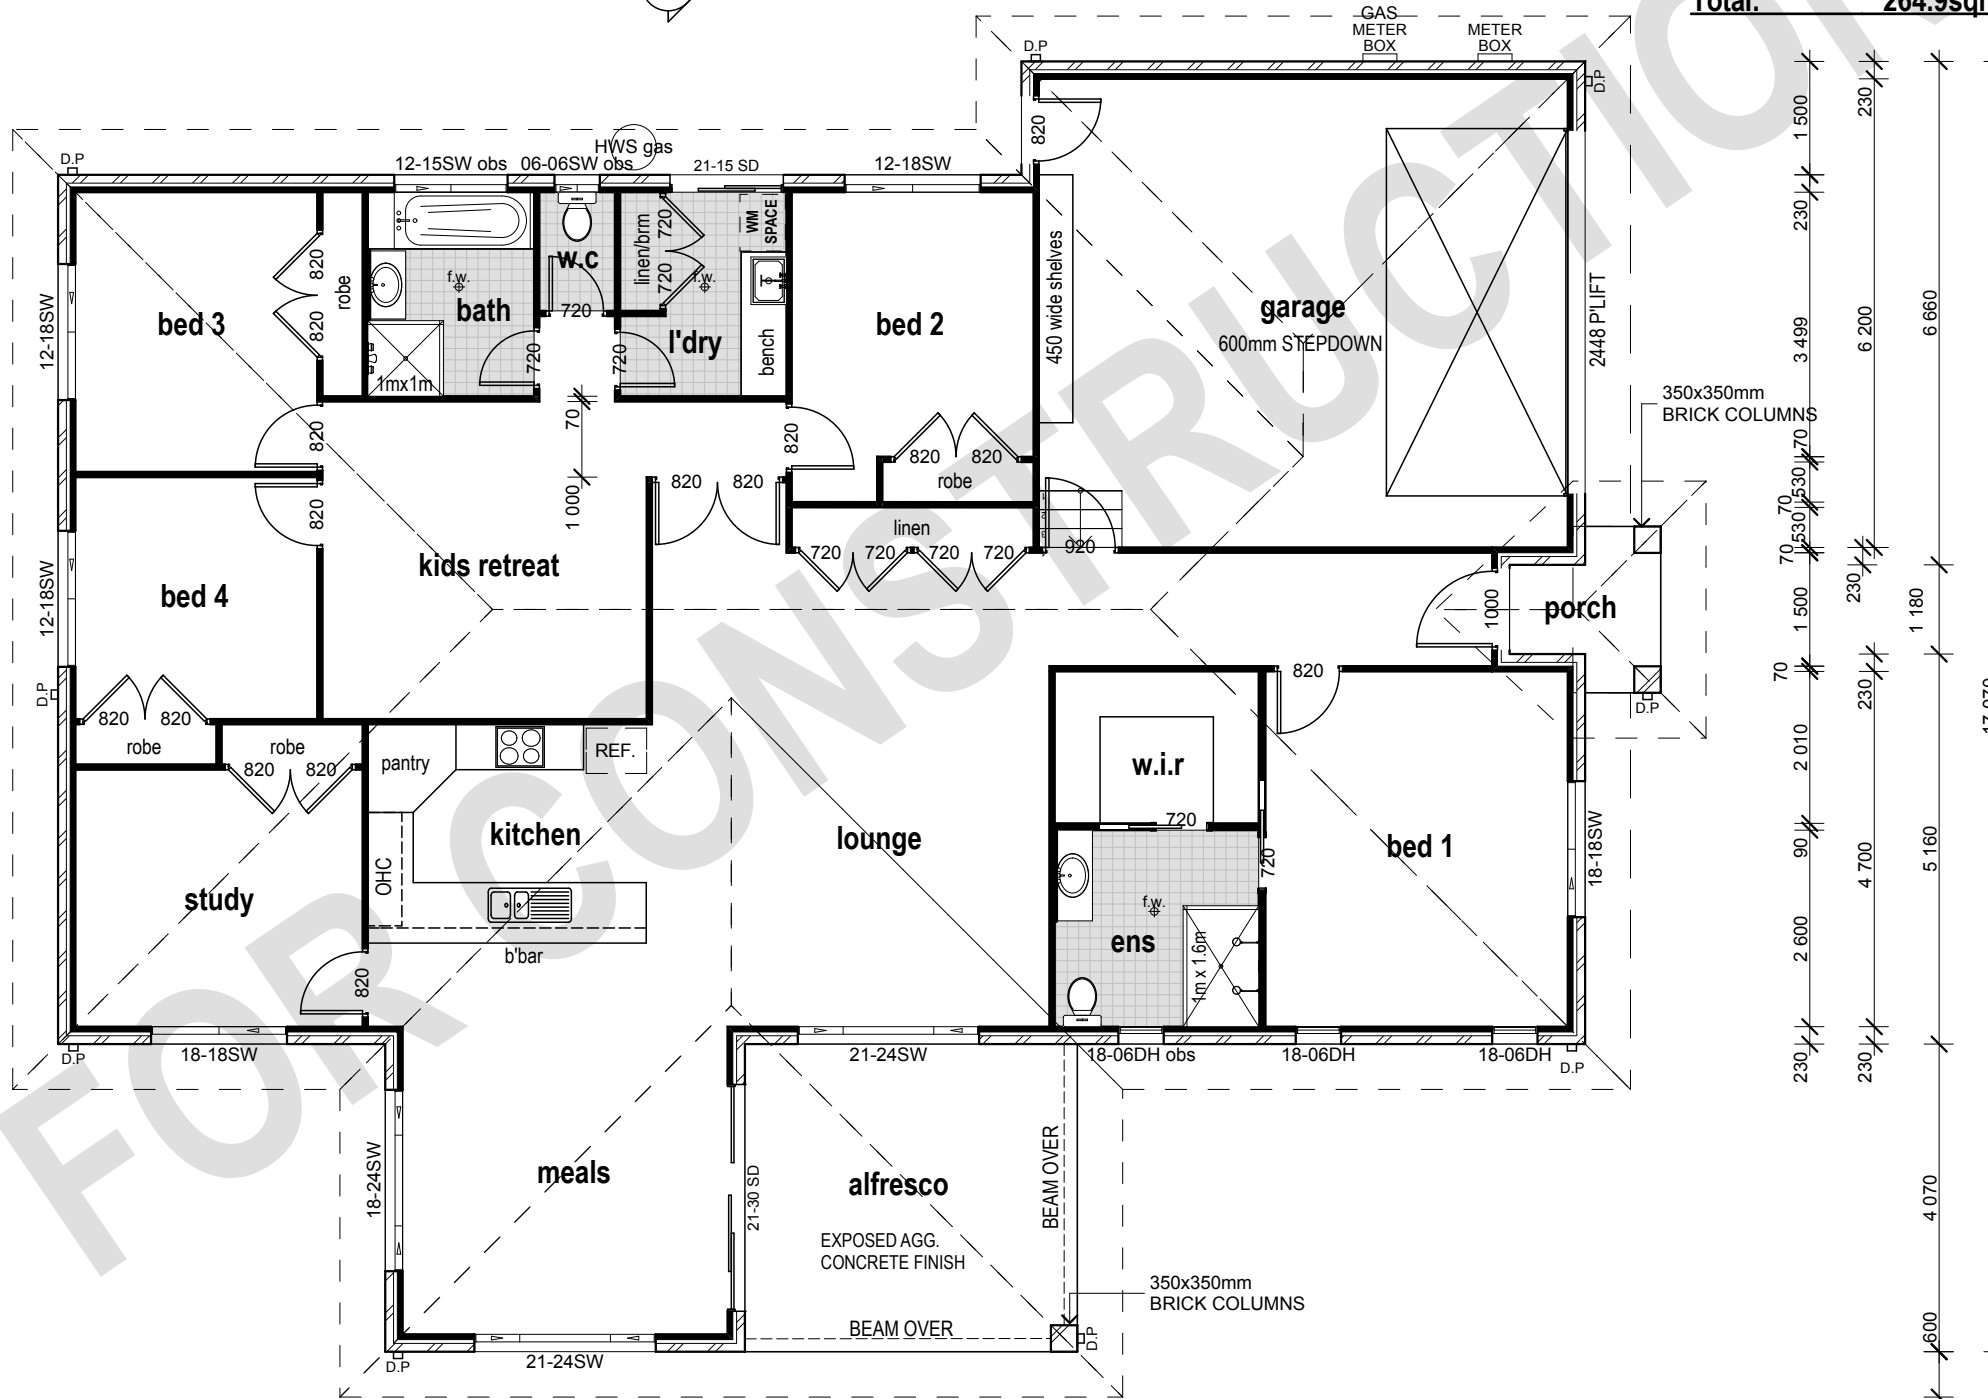 Total:
264.9sq
GAS
METER
BOX
METER
BOX
D.P
D.P
D.P
HWS gas
12-15SW obs
06-06SW obs
21-15 SD
12-18SW
820
820
820
robe
bed 3
12-18SW
f.w.
bath
1mx1m
720
w.c
720
linen/brm
720
720
f.w.
WM
SPACE
l'dry
720
bench
bed 2
820
820
820
robe
450 wide shelves
garage
600mm STEPDOWN
2448 P'LIFT
350x350mm
BRICK COLUMNS
820
820
70
1 000
820
820
linen
720
720
720
720
1
2
3
920
kids retreat
bed 4
12-18SW
D.P
820
820
robe
robe
820
820
1000
porch
D.P
820
pantry
REF.
kitchen
OHC
b'bar
study
820
lounge
w.i.r
720
720
f.w.
ens
1m x 1.6m
bed 1
18-18SW
D.P
18-18SW
21-24SW
18-06DH obs
18-06DH
18-06DH
D.P
18-24SW
meals
21-30 SD
alfresco
EXPOSED AGG.
CONCRETE FINISH
BEAM OVER
BEAM OVER
350x350mm
BRICK COLUMNS
D.P
21-24SW
D.P
1 500
230
3 499
70
530
70
530
70
1 500
70
2 010
90
2 600
230
230
6 200
230
230
4 700
230
6 660
1 180
5 160
4 070
600
FOR CONSTRUCTION